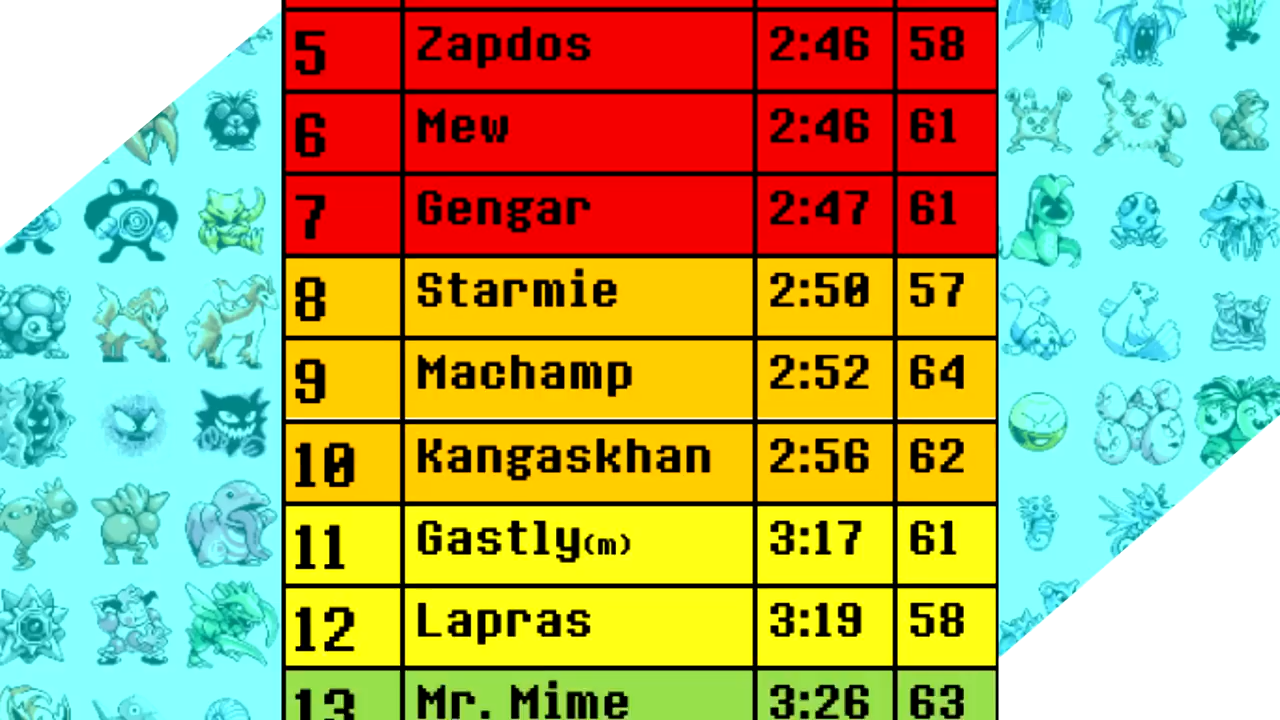 5 Zapdos 2:46 58
6 Mew 2:46 61
7 Gengar 2:47 61
8 Starmie 2:50 57
9 Machamp 2:52 64
10 Kangaskhan 2:56 62
11 Gastly(m) 3:17 61
12 Lapras 3:19 58
13 Mr. Mime 3:26 63